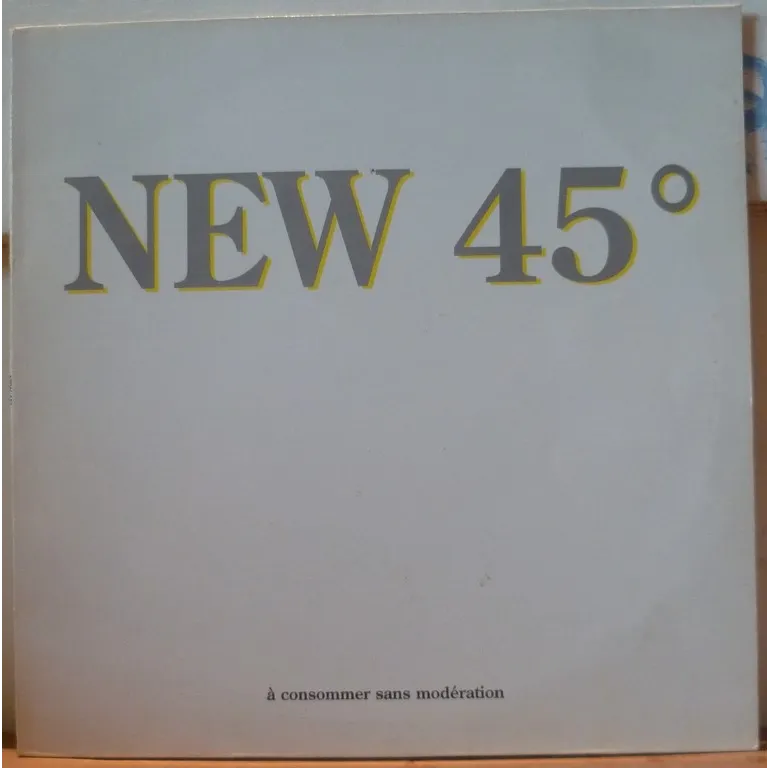 NEW 45°
à consommer sans modération